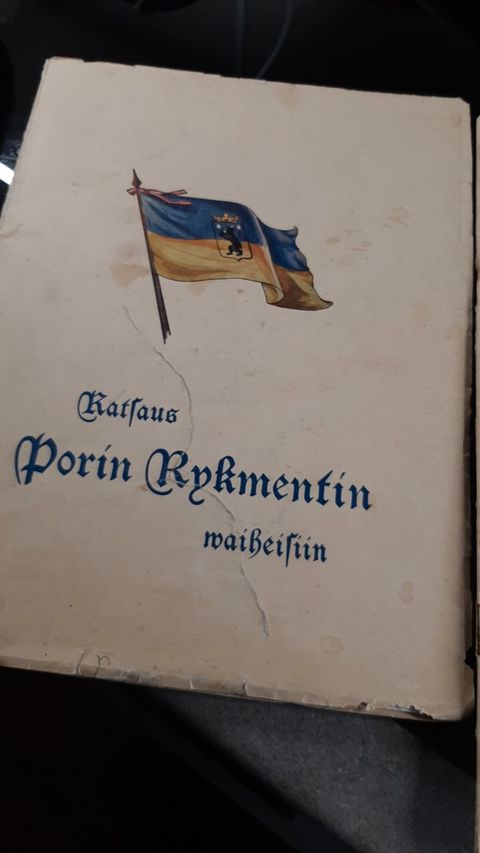 Katsaus
Porin Rykmentin
waiheisiin